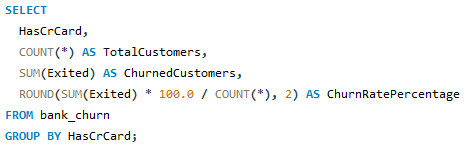 SELECT
HasCrCard,
COUNT(*) AS TotalCustomers,
SUM(Exited) AS ChurnedCustomers,
ROUND(SUM(Exited) * 100.0 / COUNT(*), 2) AS ChurnRatePercentage
FROM bank_churn
GROUP BY HasCrCard;